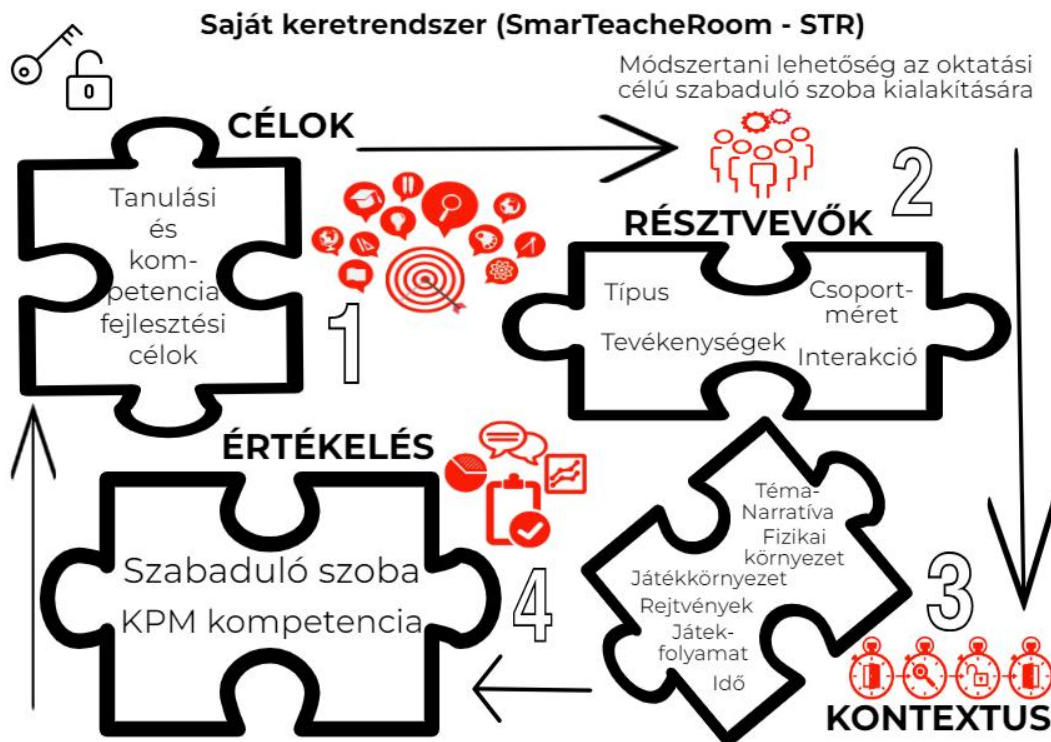 Saját keretrendszer (SmarTeacheRoom - STR)
Módszertani lehetőség az oktatási
célú szabaduló szoba kialakítására
0
CÉLOK
Tanulási
és
kom-
petencia
fejlesztési
célok
1
2
RÉSZTVEVŐK
Típus
Csoport-
méret
Tevékenységek
Interakció
3
Téma-
Narratíva
Fizikai
környezet
Játékkörnyezet
Rejtvények
Játek-
folyamat
Idő
KONTEXTUS
ÉRTÉKELÉS
4
Szabaduló szoba
KPM kompetencia